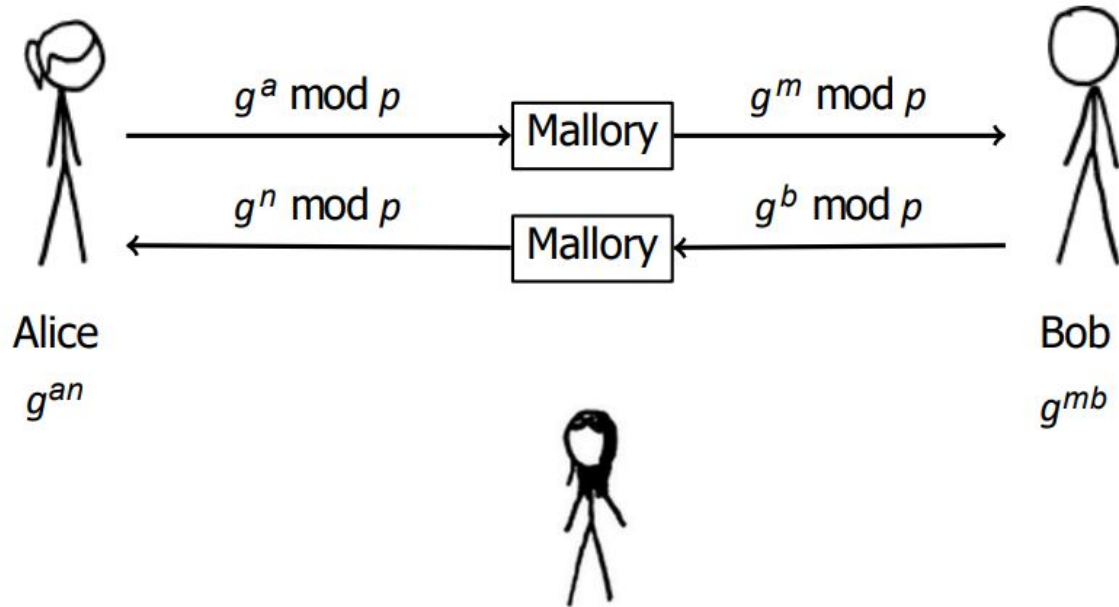 g^a mod p
g^m mod p
Mallory
g^n mod p
g^b mod p
Mallory
Alice
Bob
g^an
g^mb